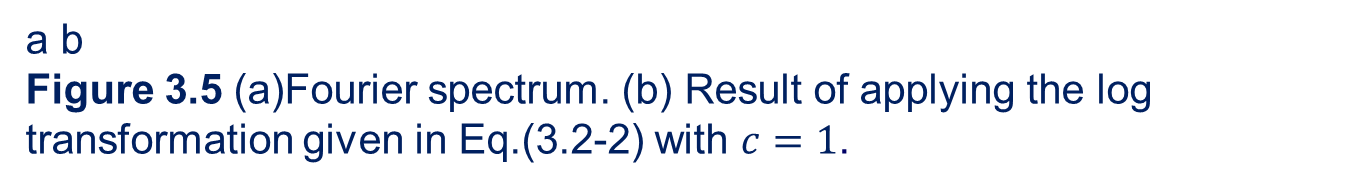 a b
Figure 3.5 (a)Fourier spectrum. (b) Result of applying the log
transformation given in Eq.(3.2-2) with c = 1.